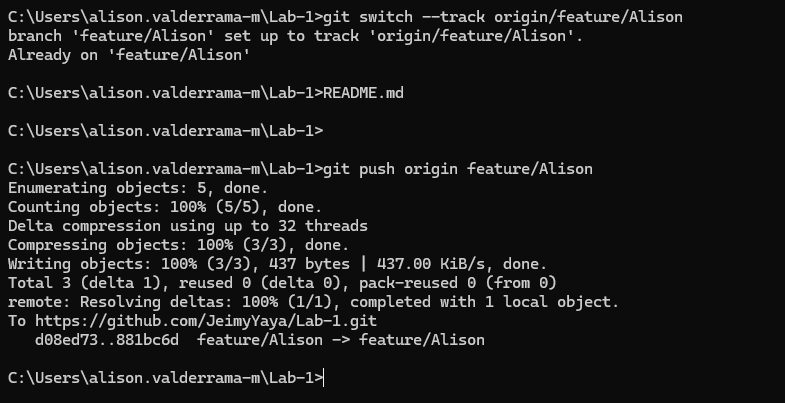 C:\Users\alison.valderrama-m\Lab-1>git switch --track origin/feature/Alison
branch 'feature/Alison' set up to track 'origin/feature/Alison'.
Already on 'feature/Alison'
C:\Users\alison.valderrama-m\Lab-1>README.md
C:\Users\alison.valderrama-m\Lab-1>
C:\Users\alison.valderrama-m\Lab-1>git push origin feature/Alison
Enumerating objects: 5, done.
Counting objects: 100% (5/5), done.
Delta compression using up to 32 threads
Compressing objects: 100% (3/3), done.
Writing objects: 100% (3/3), 437 bytes | 437.00 KiB/s, done.
Total 3 (delta 1), reused 0 (delta 0), pack-reused 0 (from 0)
remote: Resolving deltas: 100% (1/1), completed with 1 local object.
To https://github.com/JeimyYaya/Lab-1.git
   d08ed73..881bc6d  feature/Alison -> feature/Alison
C:\Users\alison.valderrama-m\Lab-1>